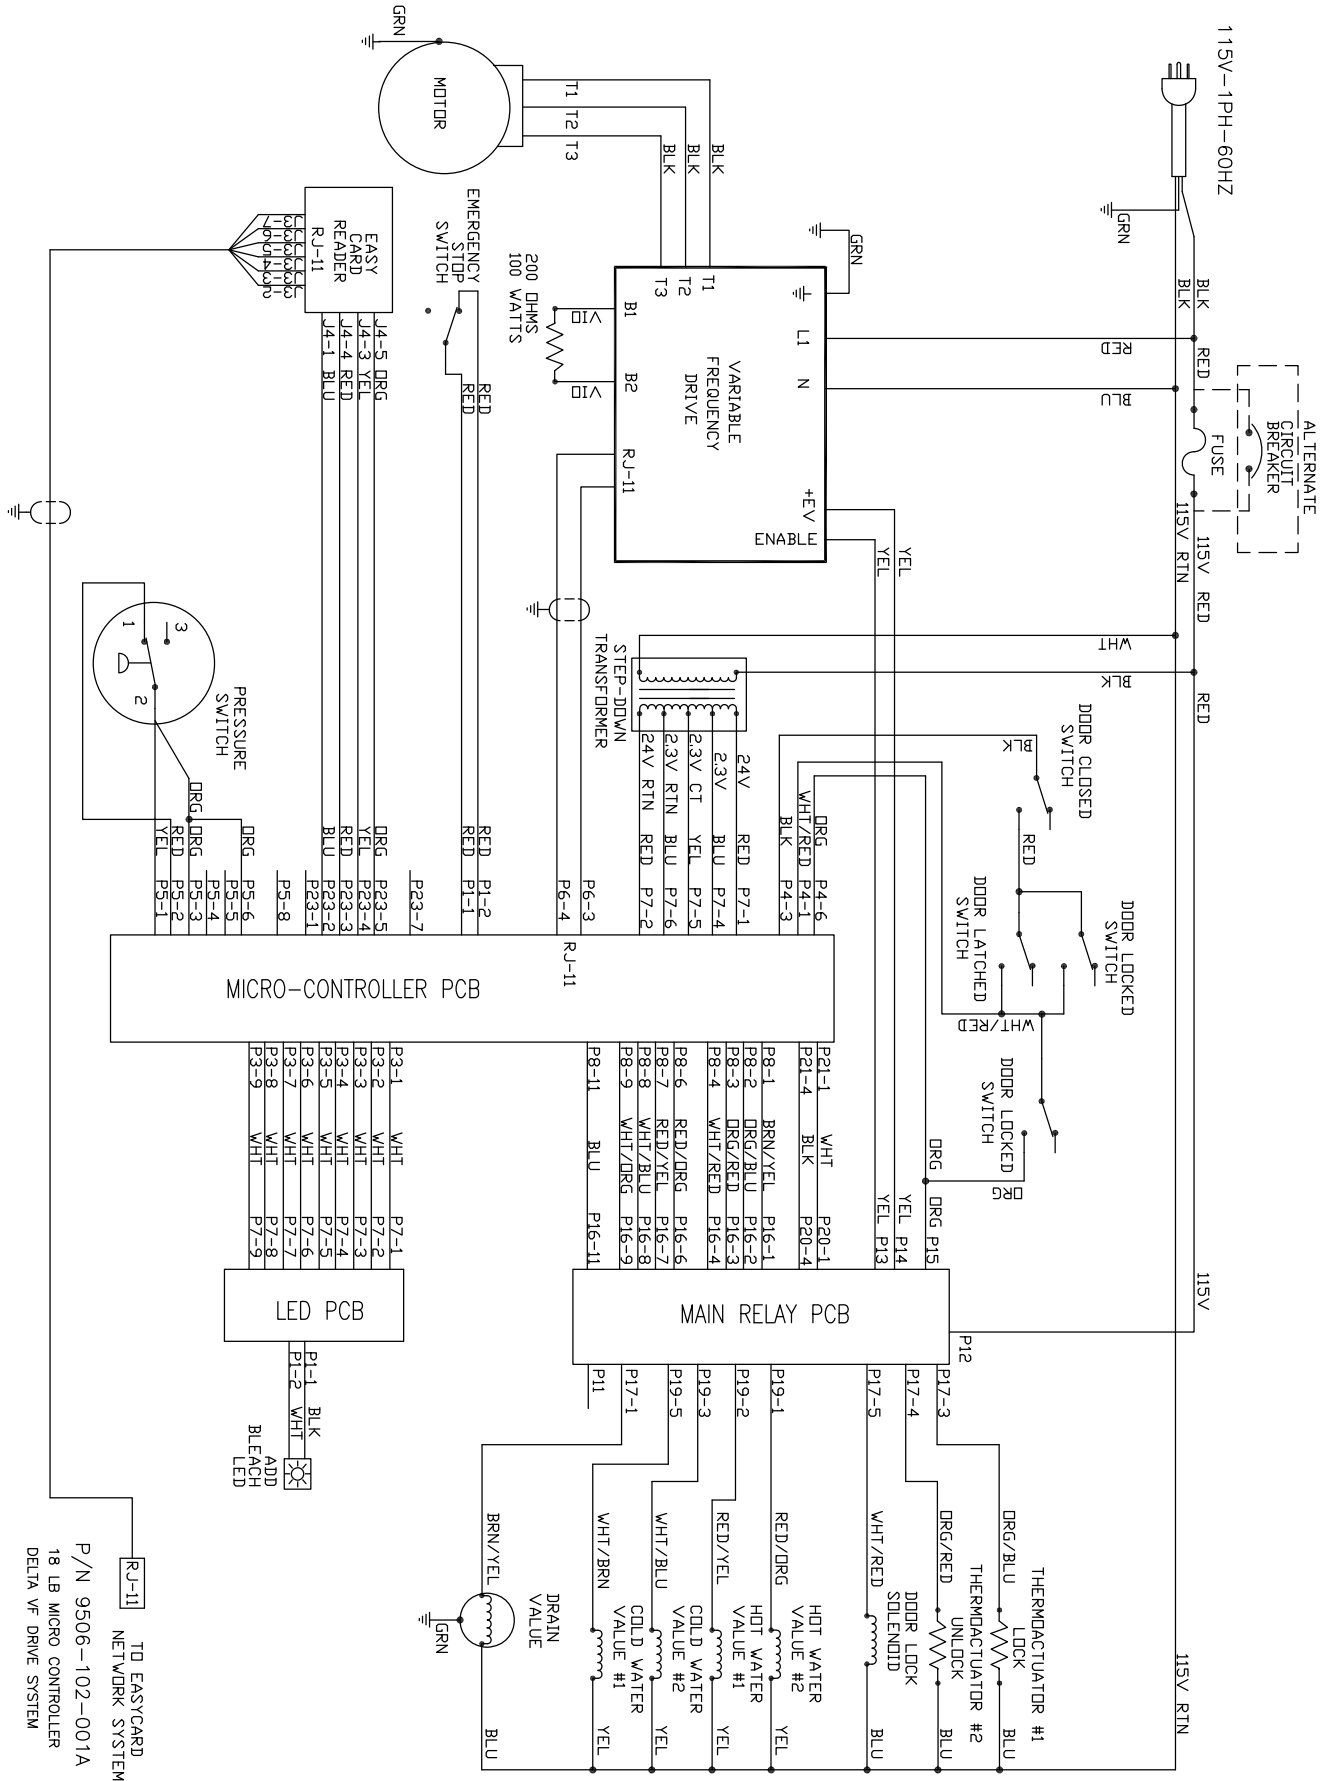 115V-1PH-60HZ
GRN
BLK
BLK
RED
RED
BLU
ALTERNATE
CIRCUIT
BREAKER
FUSE
115V RTN
115V
RED
WHT
BLK
RED
115V
115V RTN
GRN
MOTOR
T1
T2
T3
BLK
BLK
BLK
GRN
T1
T2
T3
L1
N
VARIABLE
FREQUENCY
DRIVE
B1
B2
RJ-11
+EV
ENABLE
YEL
YEL
VIO
VIO
200 OHMS
100 WATTS
EMERGENCY
STOP
SWITCH
RED
RED
EASY
CARD
READER
RJ-11
J3-7
J3-6
J3-5
J3-4
J3-3
J3-2
J4-5 ORG
J4-3 YEL
J4-4 RED
J4-1 BLU
STEP-DOWN
TRANSFORMER
24V
2.3V
2.3V CT
2.3V RTN
24V RTN
RED
BLU
YEL
BLU
RED
P7-1
P7-4
P7-5
P7-6
P7-2
DOOR CLOSED
SWITCH
BLK
RED
DOOR LATCHED
SWITCH
DOOR LOCKED
SWITCH
WHT/RED
DOOR LOCKED
SWITCH
ORG
ORG
WHT/RED
BLK
P4-6
P4-1
P4-3
PRESSURE
SWITCH
1
2
3
ORG
ORG
ORG
RED
YEL
P5-6
P5-5
P5-4
P5-3
P5-2
P5-1
P5-8
ORG
YEL
RED
BLU
P23-7
P23-5
P23-4
P23-3
P23-2
P23-1
RED
RED
P1-2
P1-1
P6-3
P6-4
RJ-11
MICRO-CONTROLLER PCB
P3-1 WHT P7-1
P3-2 WHT P7-2
P3-3 WHT P7-3
P3-4 WHT P7-4
P3-5 WHT P7-5
P3-6 WHT P7-6
P3-7 WHT P7-7
P3-8 WHT P7-8
P3-9 WHT P7-9
P21-1 WHT P20-1
P21-4 BLK P20-4
P8-1 BRN/YEL P16-1
P8-2 ORG/BLU P16-2
P8-3 ORG/RED P16-3
P8-4 WHT/RED P16-4
P8-6 RED/ORG P16-6
P8-7 RED/YEL P16-7
P8-8 WHT/BLU P16-8
P8-9 WHT/ORG P16-9
P8-11 BLU P16-11
ORG
ORG P15
YEL P14
YEL P13
LED PCB
P1-1 BLK
P1-2 WHT
ADD
BLEACH
LED
MAIN RELAY PCB
P12
P17-3
P17-4
P17-5
P19-1
P19-2
P19-3
P19-5
P17-1
P11
ORG/BLU
THERMOACTUATOR #1
LOCK
BLU
ORG/RED
THERMOACTUATOR #2
UNLOCK
BLU
WHT/RED
DOOR LOCK
SOLENOID
BLU
RED/ORG
HOT WATER
VALUE #2
YEL
RED/YEL
HOT WATER
VALUE #1
YEL
WHT/BLU
COLD WATER
VALUE #2
YEL
WHT/BRN
COLD WATER
VALUE #1
YEL
BRN/YEL
DRAIN
VALUE
GRN
BLU
RJ-11
TO EASYCARD
NETWORK SYSTEM
P/N 9506-102-001A
18 LB MICRO CONTROLLER
DELTA VF DRIVE SYSTEM